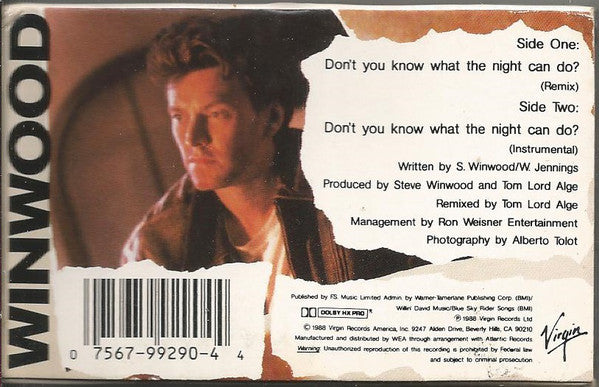 WINWOOD
Side One:
Don't you know what the night can do?
(Remix)
Side Two:
Don't you know what the night can do?
(Instrumental)
Written by S. Winwood/W. Jennings
Produced by Steve Winwood and Tom Lord Alge
Remixed by Tom Lord Alge
Management by Ron Weisner Entertainment
Photography by Alberto Tolot
Published by F.S. Music Limited Admin. by Warner-Tamerlane Publishing Corp. (BMI)/
Willin' David Music/Blue Sky Rider Songs (BMI)
DOLBY HX PRO
℗ 1988 Virgin Records Ltd
© 1988 Virgin Records America, Inc. 9247 Alden Drive, Beverly Hills, CA 90210
Manufactured and distributed by WEA through arrangement with Atlantic Records
Warning: Unauthorized reproduction of this recording is prohibited by Federal law
and subject to criminal prosecution
Virgin
0 7567-99290-4 4